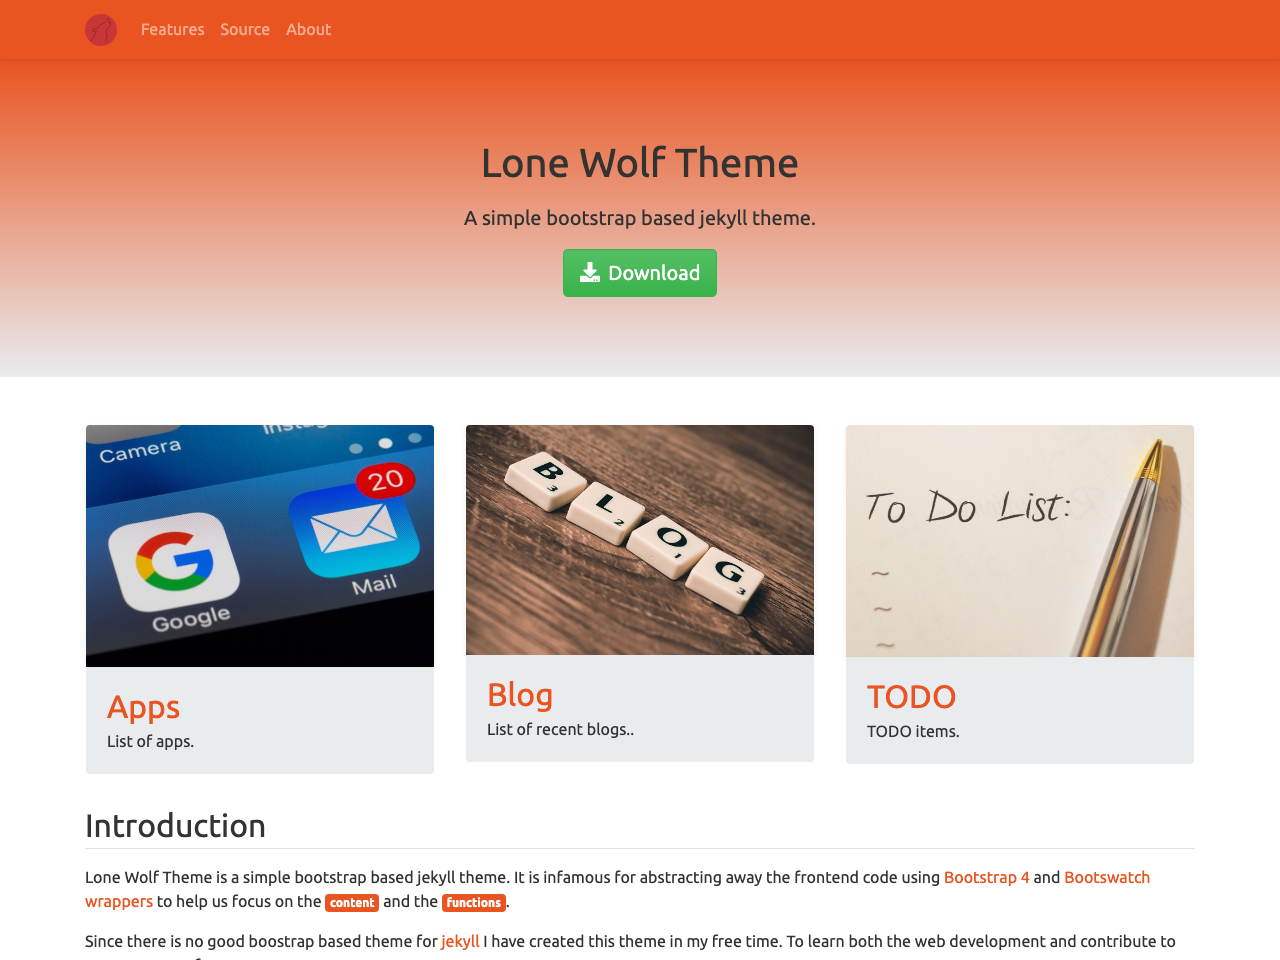 Features Source About
Lone Wolf Theme
A simple bootstrap based jekyll theme.
Download
Camera
20
Google
Mail
B 3 L 2 O 1 G 3
To Do List:
~
~
~
Apps
List of apps.
Blog
List of recent blogs..
TODO
TODO items.
Introduction
Lone Wolf Theme is a simple bootstrap based jekyll theme. It is infamous for abstracting away the frontend code using Bootstrap 4 and Bootswatch
wrappers to help us focus on the content and the functions.
Since there is no good boostrap based theme for jekyll I have created this theme in my free time. To learn both the web development and contribute to